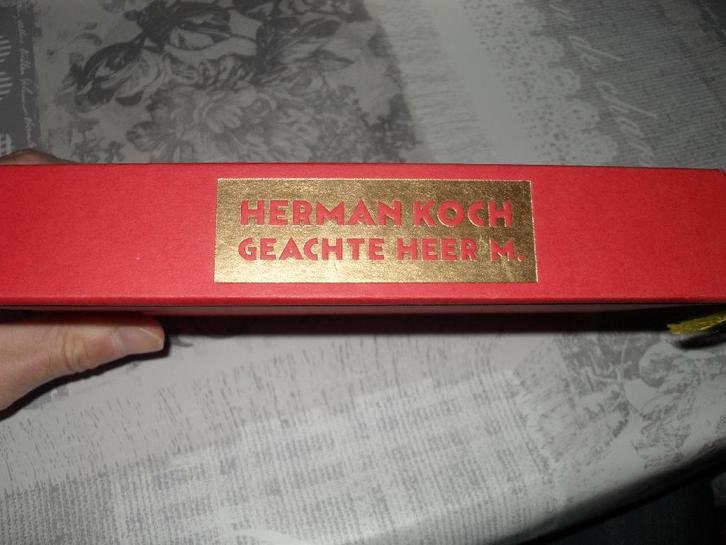 HERMAN KOCH
GEACHTE HEER M.